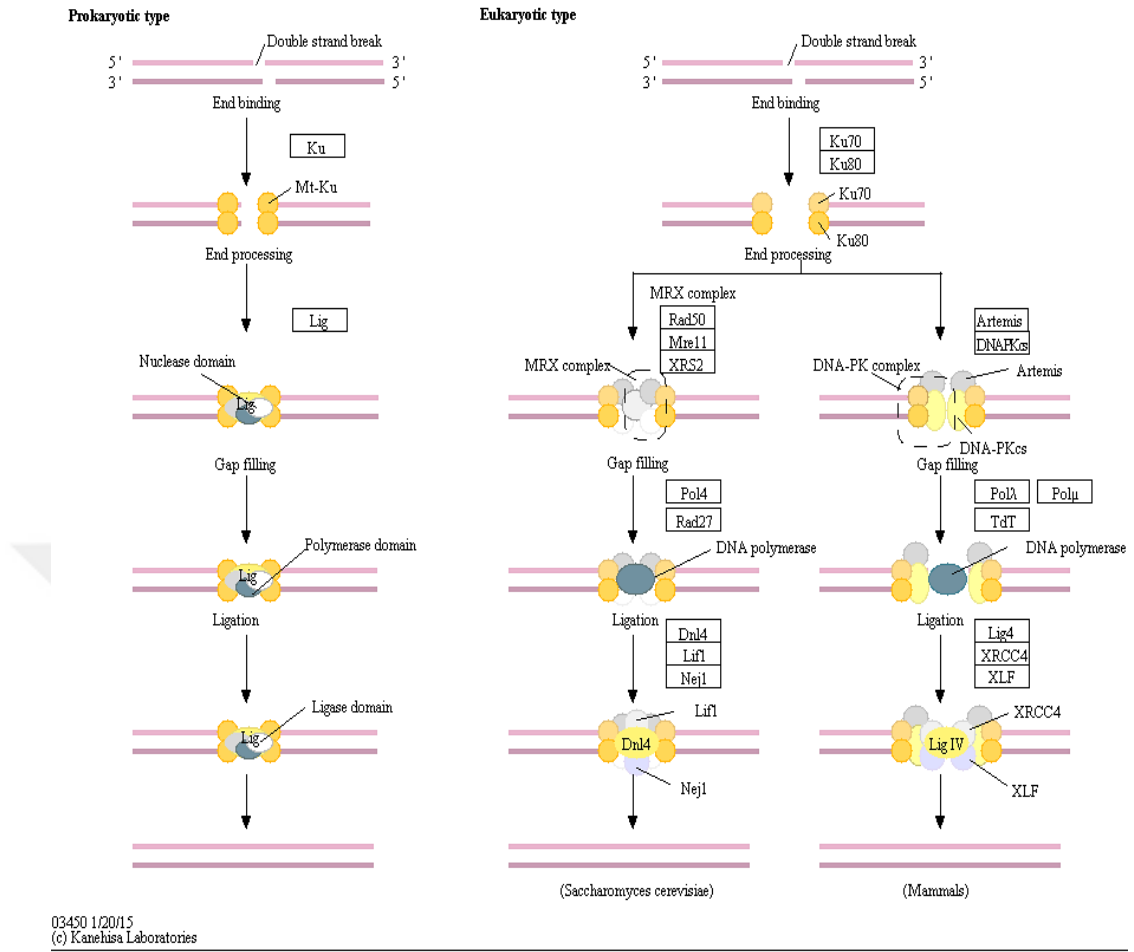 Prokaryotic type
Double strand break
5' 3'
3' 5'
End binding
Ku
Mt-Ku
End processing
Lig
Nuclease domain
Lig
Gap filling
Polymerase domain
Lig
Ligation
Ligase domain
Lig
Eukaryotic type
Double strand break
5' 3'
3' 5'
End binding
Ku70
Ku80
Ku70
Ku80
End processing
MRX complex
Rad50
Mre11
XRS2
MRX complex
Gap filling
Pol4
Rad27
DNA polymerase
Ligation
Dnl4
Lif1
Nej1
Lif1
Dnl4
Nej1
(Saccharomyces cerevisiae)
Artemis
DNAPKcs
DNA-PK complex
Artemis
DNA-PKcs
Gap filling
Polλ Polμ
TdT
DNA polymerase
Ligation
Lig4
XRCC4
XLF
XRCC4
Lig IV
XLF
(Mammals)
03450 1/20/15
(c) Kanehisa Laboratories